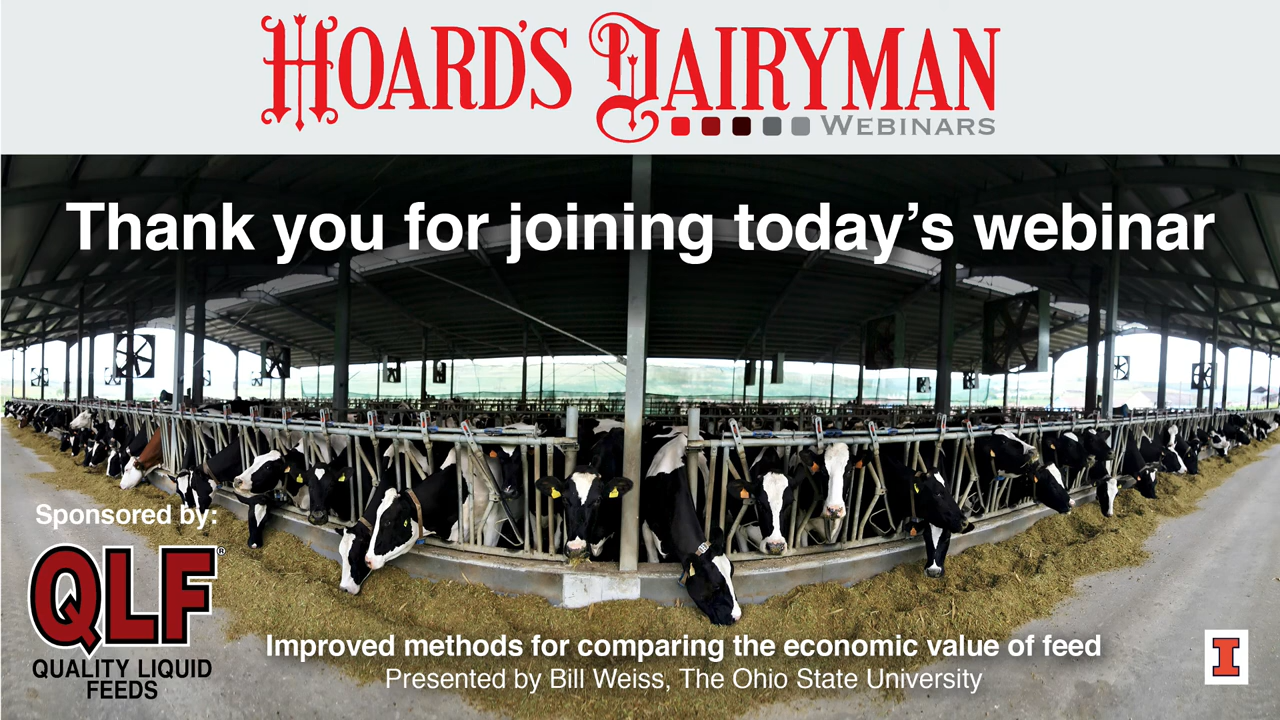 HOARD'S DAIRYMAN
WEBINARS
Thank you for joining today's webinar
Sponsored by:
QLF®
QUALITY LIQUID
FEEDS
Improved methods for comparing the economic value of feed
Presented by Bill Weiss, The Ohio State University
I